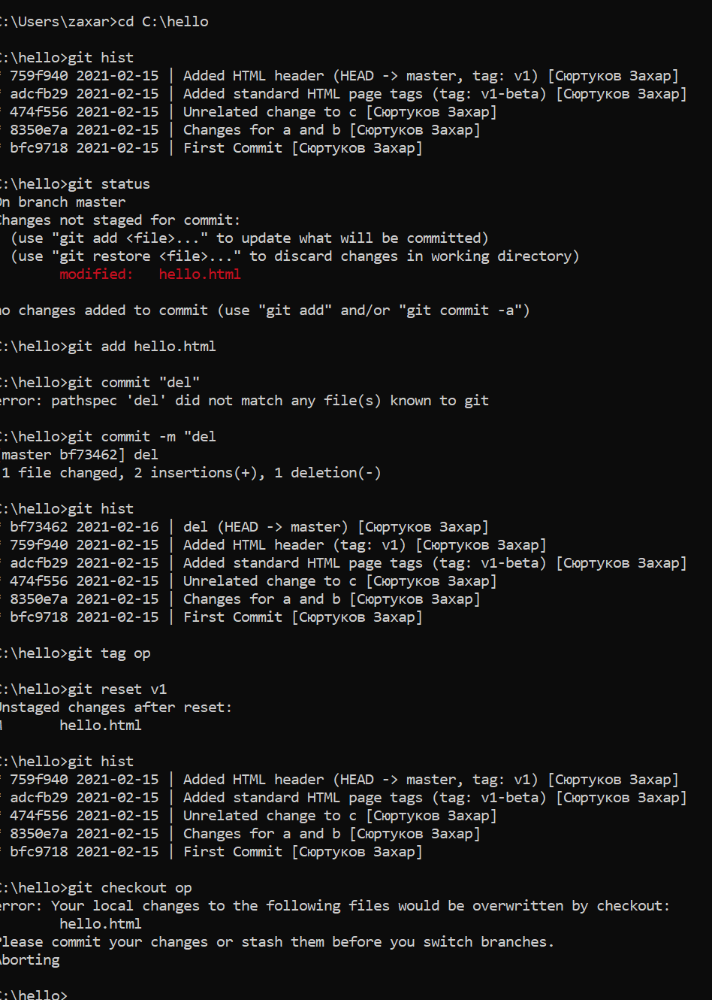 C:\Users\zaxar>cd C:\hello
C:\hello>git hist
* 759f940 2021-02-15 | Added HTML header (HEAD -> master, tag: v1) [Сюртуков Захар]
* adcfb29 2021-02-15 | Added standard HTML page tags (tag: v1-beta) [Сюртуков Захар]
* 474f556 2021-02-15 | Unrelated change to c [Сюртуков Захар]
* 8350e7a 2021-02-15 | Changes for a and b [Сюртуков Захар]
* bfc9718 2021-02-15 | First Commit [Сюртуков Захар]
C:\hello>git status
On branch master
Changes not staged for commit:
(use "git add <file>..." to update what will be committed)
(use "git restore <file>..." to discard changes in working directory)
modified:   hello.html
no changes added to commit (use "git add" and/or "git commit -a")
C:\hello>git add hello.html
C:\hello>git commit "del"
error: pathspec 'del' did not match any file(s) known to git
C:\hello>git commit -m "del
master bf73462] del
1 file changed, 2 insertions(+), 1 deletion(-)
C:\hello>git hist
* bf73462 2021-02-16 | del (HEAD -> master) [Сюртуков Захар]
* 759f940 2021-02-15 | Added HTML header (tag: v1) [Сюртуков Захар]
* adcfb29 2021-02-15 | Added standard HTML page tags (tag: v1-beta) [Сюртуков Захар]
* 474f556 2021-02-15 | Unrelated change to c [Сюртуков Захар]
* 8350e7a 2021-02-15 | Changes for a and b [Сюртуков Захар]
* bfc9718 2021-02-15 | First Commit [Сюртуков Захар]
C:\hello>git tag op
C:\hello>git reset v1
Unstaged changes after reset:
M       hello.html
C:\hello>git hist
* 759f940 2021-02-15 | Added HTML header (HEAD -> master, tag: v1) [Сюртуков Захар]
* adcfb29 2021-02-15 | Added standard HTML page tags (tag: v1-beta) [Сюртуков Захар]
* 474f556 2021-02-15 | Unrelated change to c [Сюртуков Захар]
* 8350e7a 2021-02-15 | Changes for a and b [Сюртуков Захар]
* bfc9718 2021-02-15 | First Commit [Сюртуков Захар]
C:\hello>git checkout op
error: Your local changes to the following files would be overwritten by checkout:
hello.html
Please commit your changes or stash them before you switch branches.
Aborting
C:\hello>